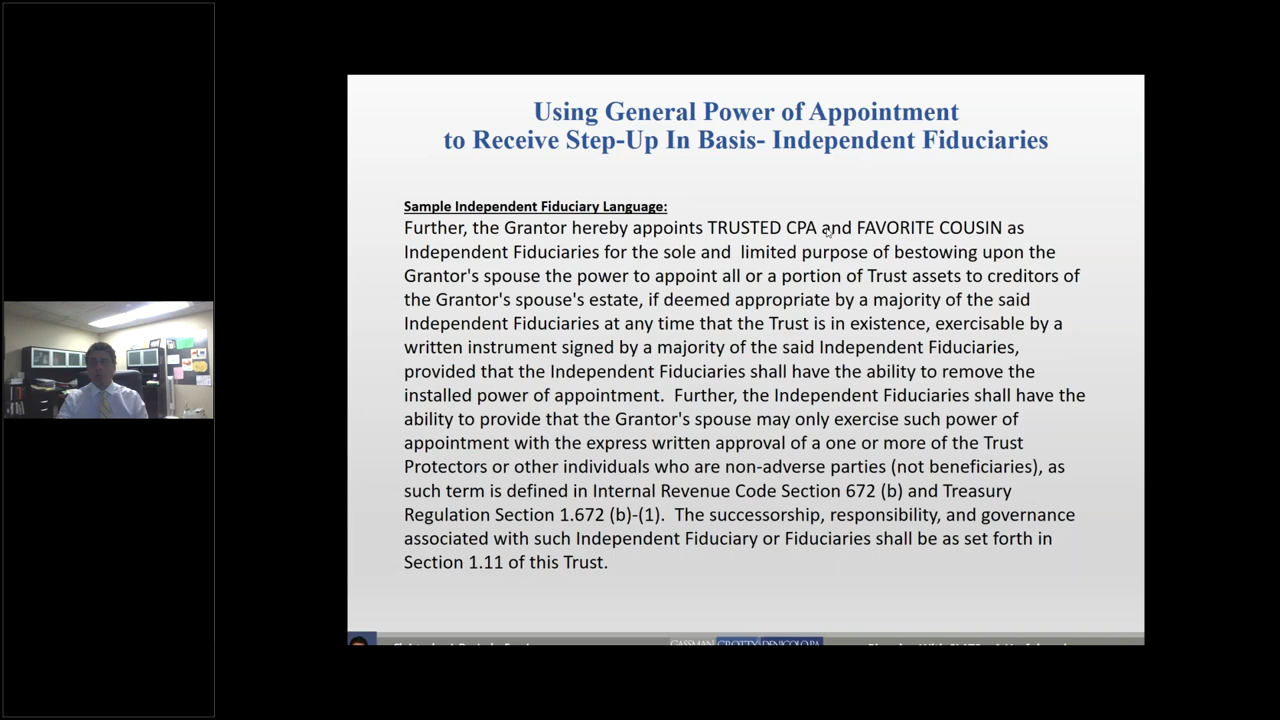 Using General Power of Appointment
to Receive Step-Up In Basis- Independent Fiduciaries
Sample Independent Fiduciary Language:
Further, the Grantor hereby appoints TRUSTED CPA and FAVORITE COUSIN as
Independent Fiduciaries for the sole and limited purpose of bestowing upon the
Grantor's spouse the power to appoint all or a portion of Trust assets to creditors of
the Grantor's spouse's estate, if deemed appropriate by a majority of the said
Independent Fiduciaries at any time that the Trust is in existence, exercisable by a
written instrument signed by a majority of the said Independent Fiduciaries,
provided that the Independent Fiduciaries shall have the ability to remove the
installed power of appointment. Further, the Independent Fiduciaries shall have the
ability to provide that the Grantor's spouse may only exercise such power of
appointment with the express written approval of a one or more of the Trust
Protectors or other individuals who are non-adverse parties (not beneficiaries), as
such term is defined in Internal Revenue Code Section 672 (b) and Treasury
Regulation Section 1.672 (b)-(1). The successorship, responsibility, and governance
associated with such Independent Fiduciary or Fiduciaries shall be as set forth in
Section 1.11 of this Trust.
GASSMAN CROTTY DENICOLO PA